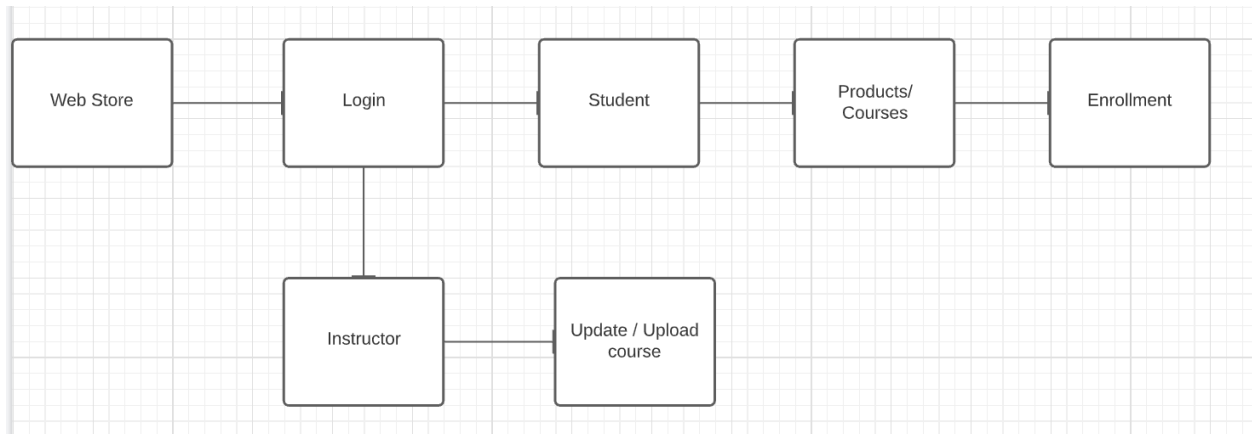 Web Store
Login
Student
Products/
Courses
Enrollment
Instructor
Update / Upload
course